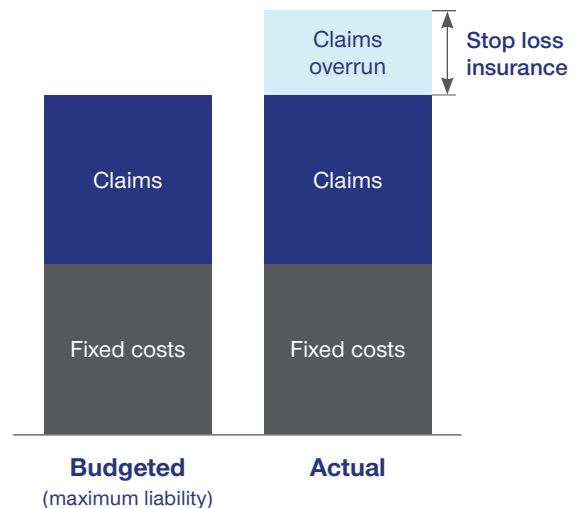 Claims
overrun
Stop loss
insurance
Claims
Claims
Fixed costs
Fixed costs
Budgeted
(maximum liability)
Actual